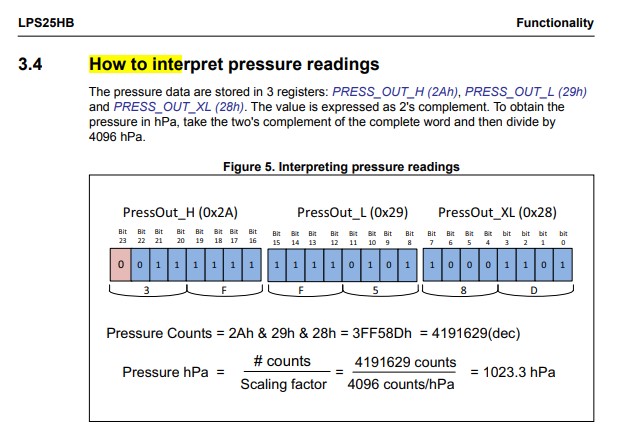 LPS25HB Functionality
3.4 How to interpret pressure readings
The pressure data are stored in 3 registers: PRESS_OUT_H (2Ah), PRESS_OUT_L (29h)
and PRESS_OUT_XL (28h). The value is expressed as 2's complement. To obtain the
pressure in hPa, take the two's complement of the complete word and then divide by
4096 hPa.
Figure 5. Interpreting pressure readings
PressOut_H (0x2A) PressOut_L (0x29) PressOut_XL (0x28)
Bit Bit Bit Bit Bit Bit Bit Bit Bit Bit Bit Bit Bit Bit Bit Bit Bit Bit Bit Bit bit bit bit bit
23 22 21 20 19 18 17 16 15 14 13 12 11 10 9 8 7 6 5 4 3 2 1 0
0 0 1 1 1 1 1 1 1 1 1 1 0 1 0 1 1 0 0 0 1 1 0 1
3 F F 5 8 D
Pressure Counts = 2Ah & 29h & 28h = 3FF58Dh = 4191629(dec)
Pressure hPa = # counts / Scaling factor = 4191629 counts / 4096 counts/hPa = 1023.3 hPa